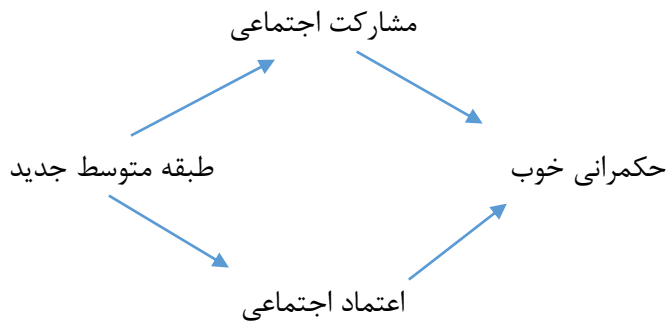 مشارکت اجتماعی
حکمرانی خوب
طبقه متوسط جدید
اعتماد اجتماعی